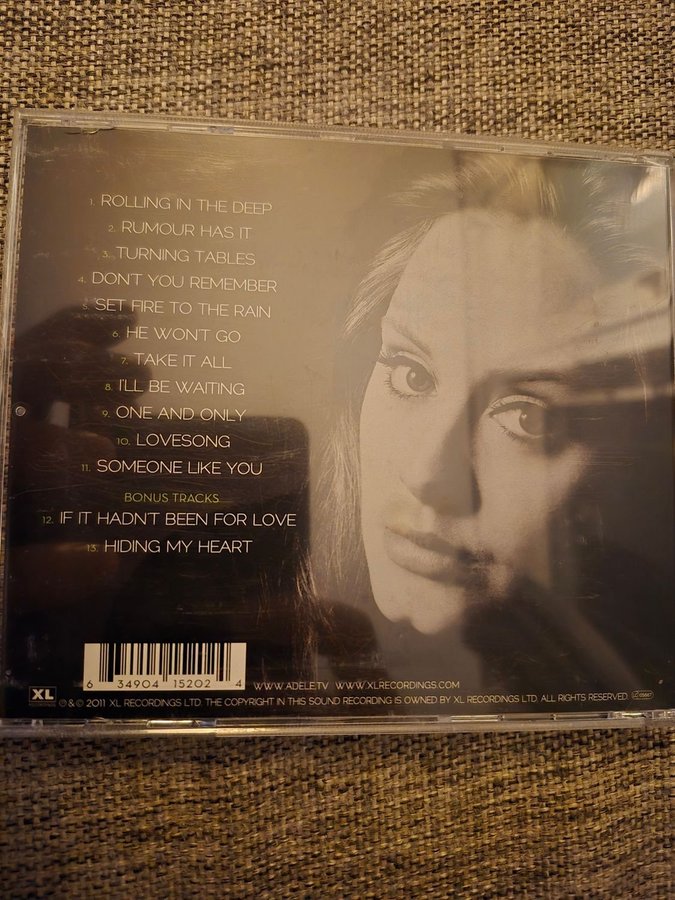 1. ROLLING IN THE DEEP
2. RUMOUR HAS IT
3. TURNING TABLES
4. DON'T YOU REMEMBER
5. SET FIRE TO THE RAIN
6. HE WON'T GO
7. TAKE IT ALL
8. I'LL BE WAITING
9. ONE AND ONLY
10. LOVESONG
11. SOMEONE LIKE YOU
BONUS TRACKS
12. IF IT HADN'T BEEN FOR LOVE
13. HIDING MY HEART
6 34904 15202 4
WWW.ADELE.TV WWW.XLRECORDINGS.COM
XL
℗ & © 2011 XL RECORDINGS LTD. THE COPYRIGHT IN THIS SOUND RECORDING IS OWNED BY XL RECORDINGS LTD. ALL RIGHTS RESERVED.